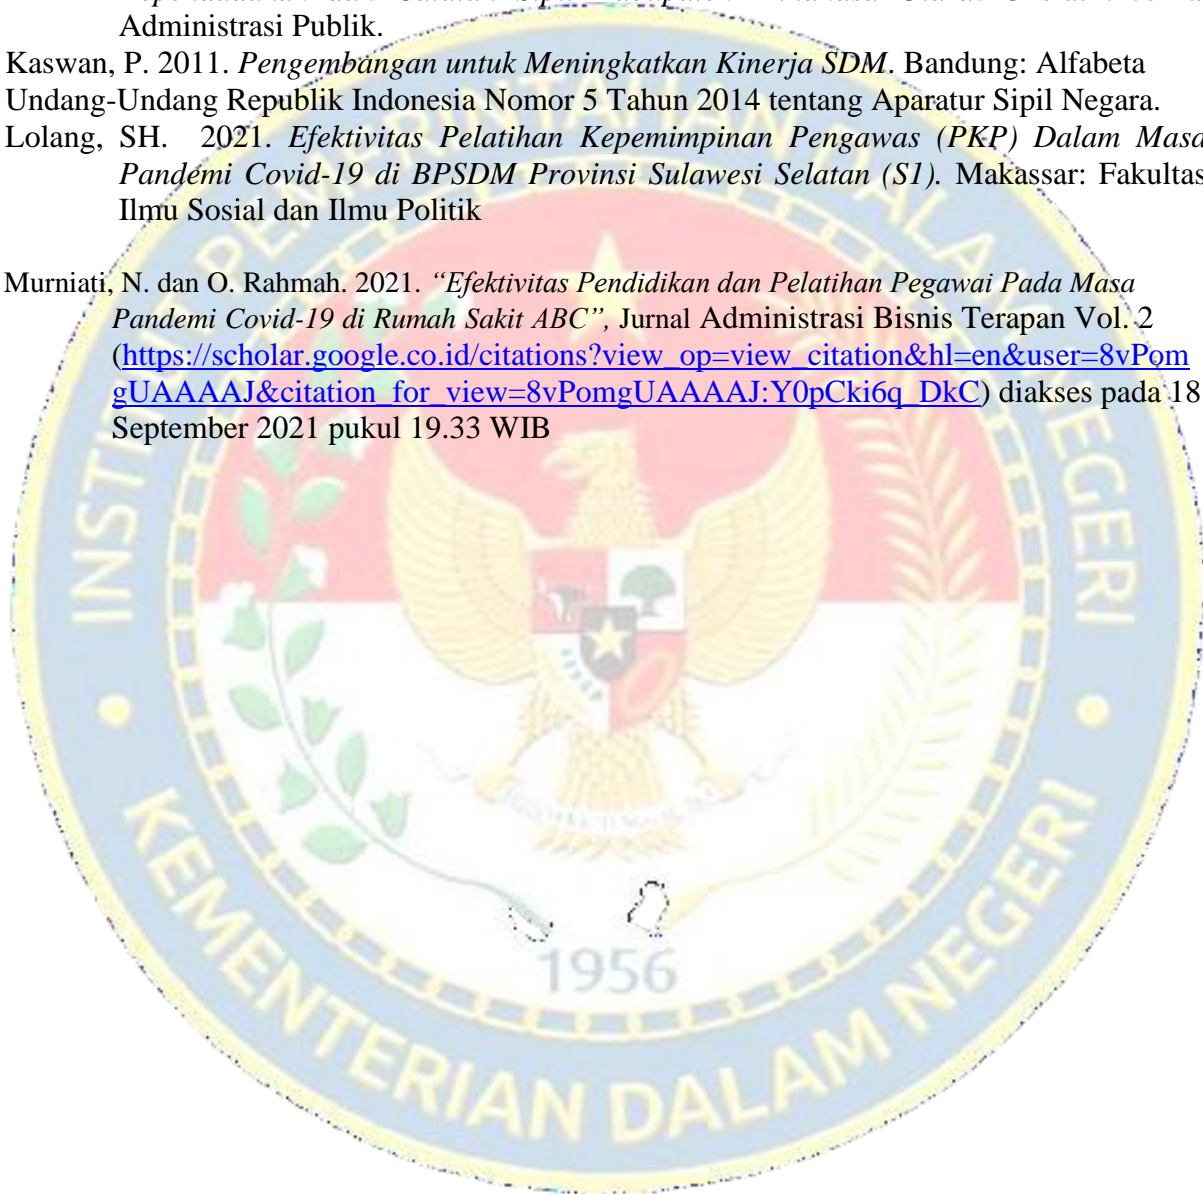 Administrasi Publik.
Kaswan, P. 2011. Pengembangan untuk Meningkatkan Kinerja SDM. Bandung: Alfabeta
Undang-Undang Republik Indonesia Nomor 5 Tahun 2014 tentang Aparatur Sipil Negara.
Lolang, SH. 2021. Efektivitas Pelatihan Kepemimpinan Pengawas (PKP) Dalam Masa
Pandemi Covid-19 di BPSDM Provinsi Sulawesi Selatan (S1). Makassar: Fakultas
Ilmu Sosial dan Ilmu Politik
Murniati, N. dan O. Rahmah. 2021. “Efektivitas Pendidikan dan Pelatihan Pegawai Pada Masa
Pandemi Covid-19 di Rumah Sakit ABC”, Jurnal Administrasi Bisnis Terapan Vol. 2
(https://scholar.google.co.id/citations?view_op=view_citation&hl=en&user=8vPom
gUAAAAJ&citation_for_view=8vPomgUAAAAJ:Y0pCki6q_DkC) diakses pada 18
September 2021 pukul 19.33 WIB
INSTITUT PEMERINTAHAN DALAM NEGERI
1956
KEMENTERIAN DALAM NEGERI